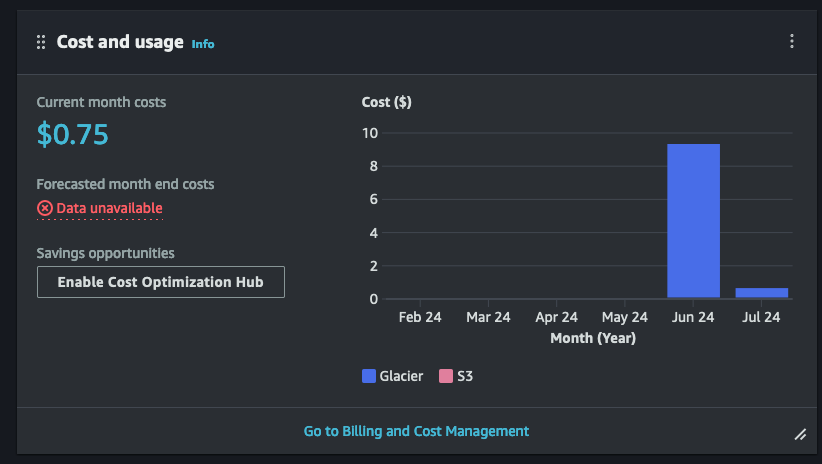 Cost and usage Info
Current month costs
$0.75
Forecasted month end costs
Data unavailable
Savings opportunities
Enable Cost Optimization Hub
Cost ($)
10
8
6
4
2
0
Feb 24 Mar 24 Apr 24 May 24 Jun 24 Jul 24
Month (Year)
Glacier S3
Go to Billing and Cost Management